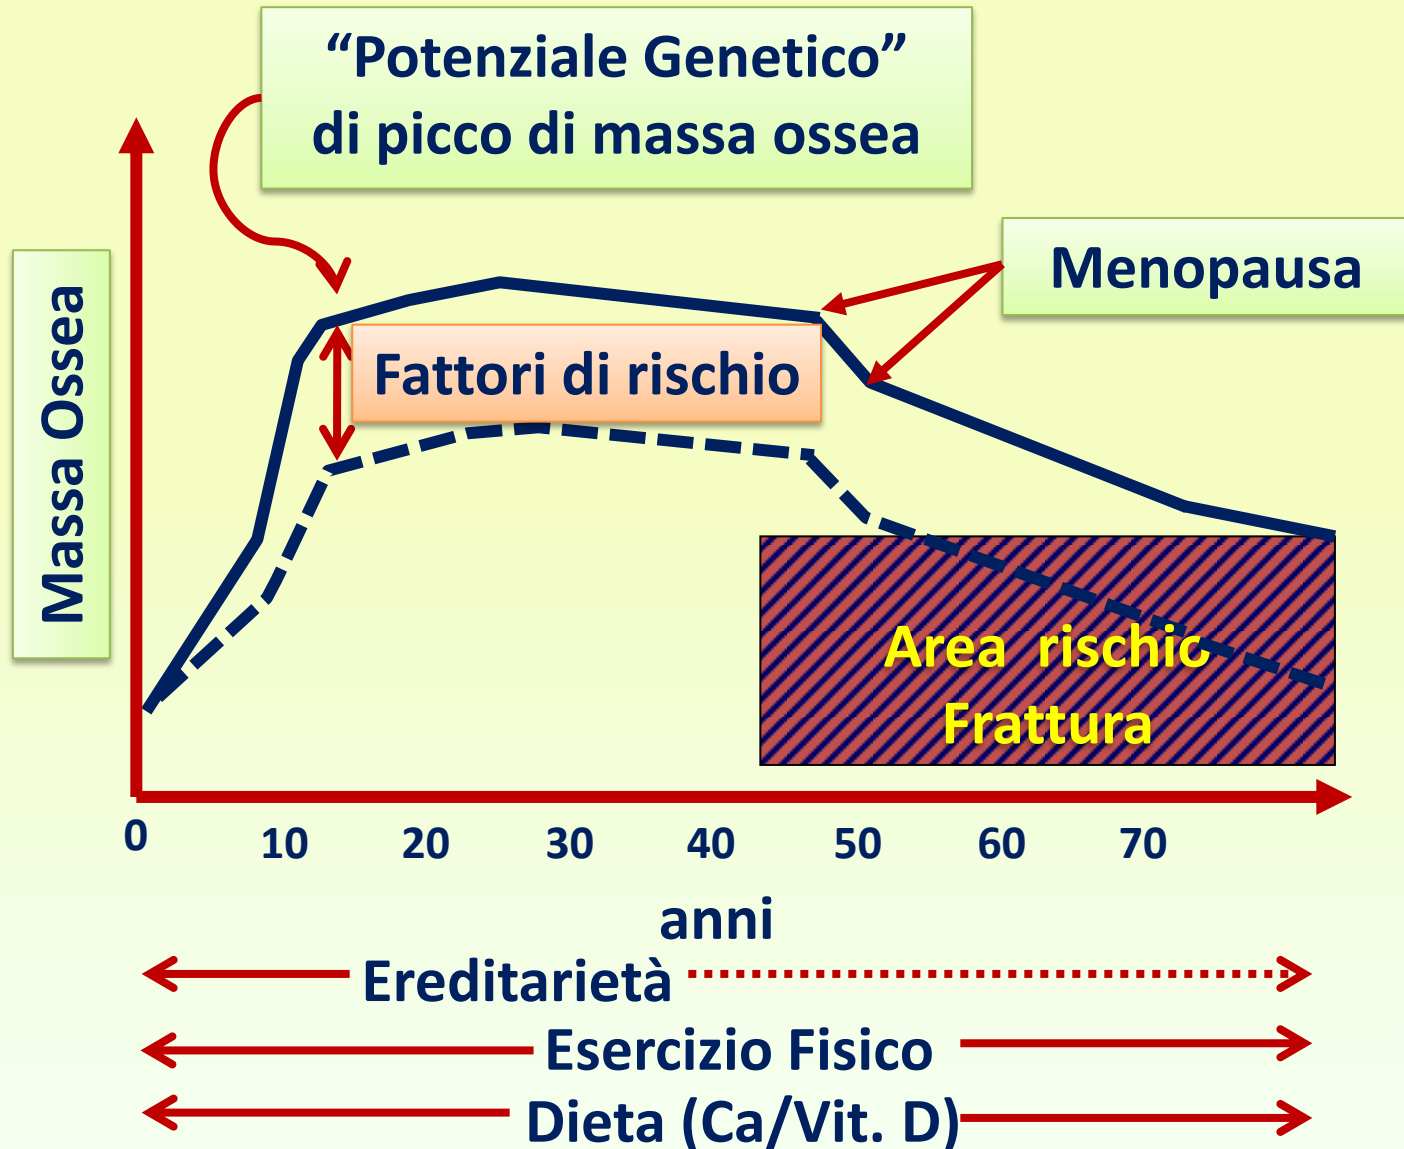 “Potenziale Genetico”
di picco di massa ossea
Menopausa
Massa Ossea
Fattori di rischio
Area rischio
Frattura
0 10 20 30 40 50 60 70
anni
Ereditarietà
Esercizio Fisico
Dieta (Ca/Vit. D)